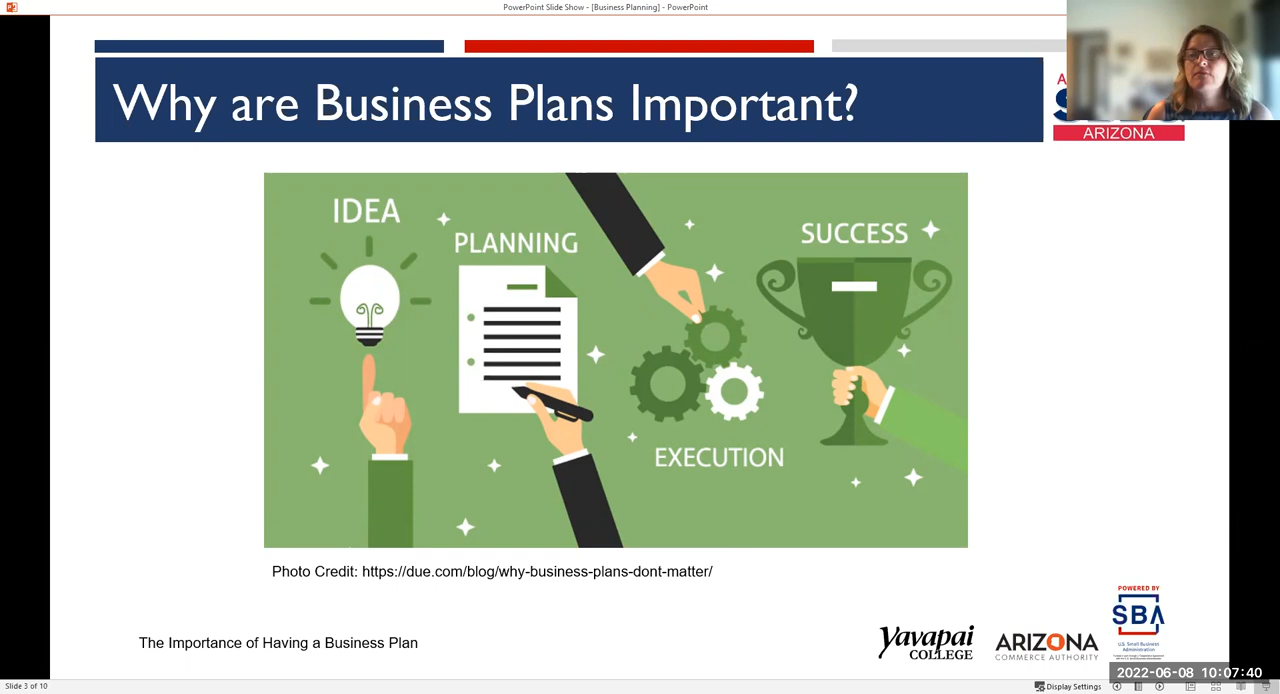 PowerPoint Slide Show - [Business Planning] - PowerPoint
Why are Business Plans Important?
ARIZONA
IDEA
PLANNING
SUCCESS
EXECUTION
Photo Credit: https://due.com/blog/why-business-plans-dont-matter/
The Importance of Having a Business Plan
Yavapai
COLLEGE
ARIZONA
COMMERCE AUTHORITY
POWERED BY
SBA
U.S. Small Business
Administration
2022-06-08 10:07:40
Slide 3 of 10
Display Settings